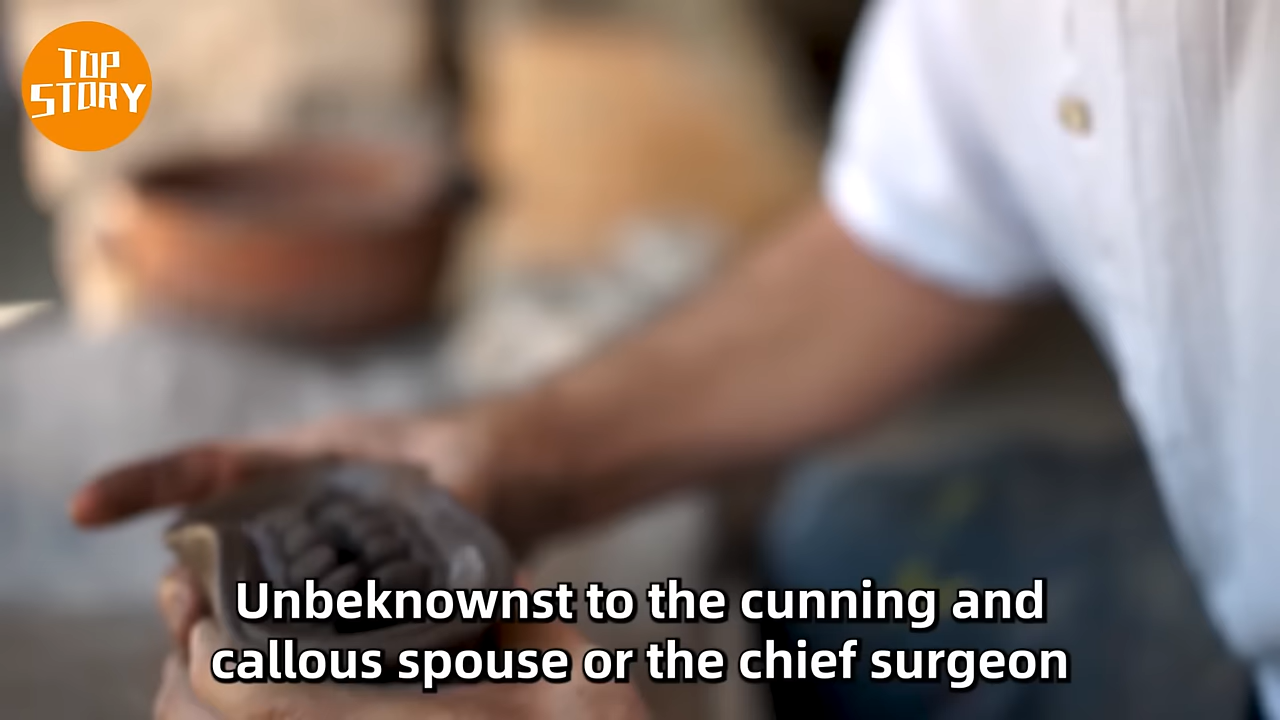 TOP
STORY
Unbeknownst to the cunning and
callous spouse or the chief surgeon